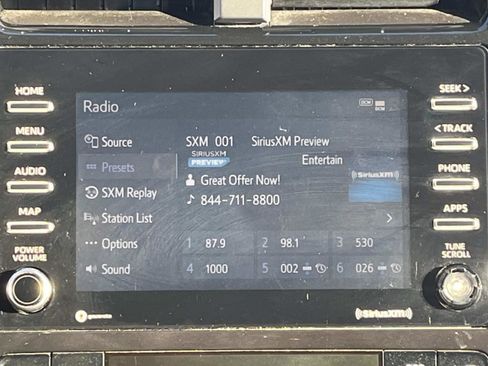 HOME
MENU
AUDIO
MAP
POWER
VOLUME
SEEK >
< TRACK
PHONE
APPS
TUNE
SCROLL
Radio
DCM
Source
Presets
SXM Replay
Station List
Options
Sound
SXM 001 SiriusXM Preview
SIRIUSXM
PREVIEW
Entertain
Great Offer Now!
844-711-8800
SiriusXM
1 87.9 2 98.1 3 530
4 1000 5 002 6 026
gracenote
SiriusXM